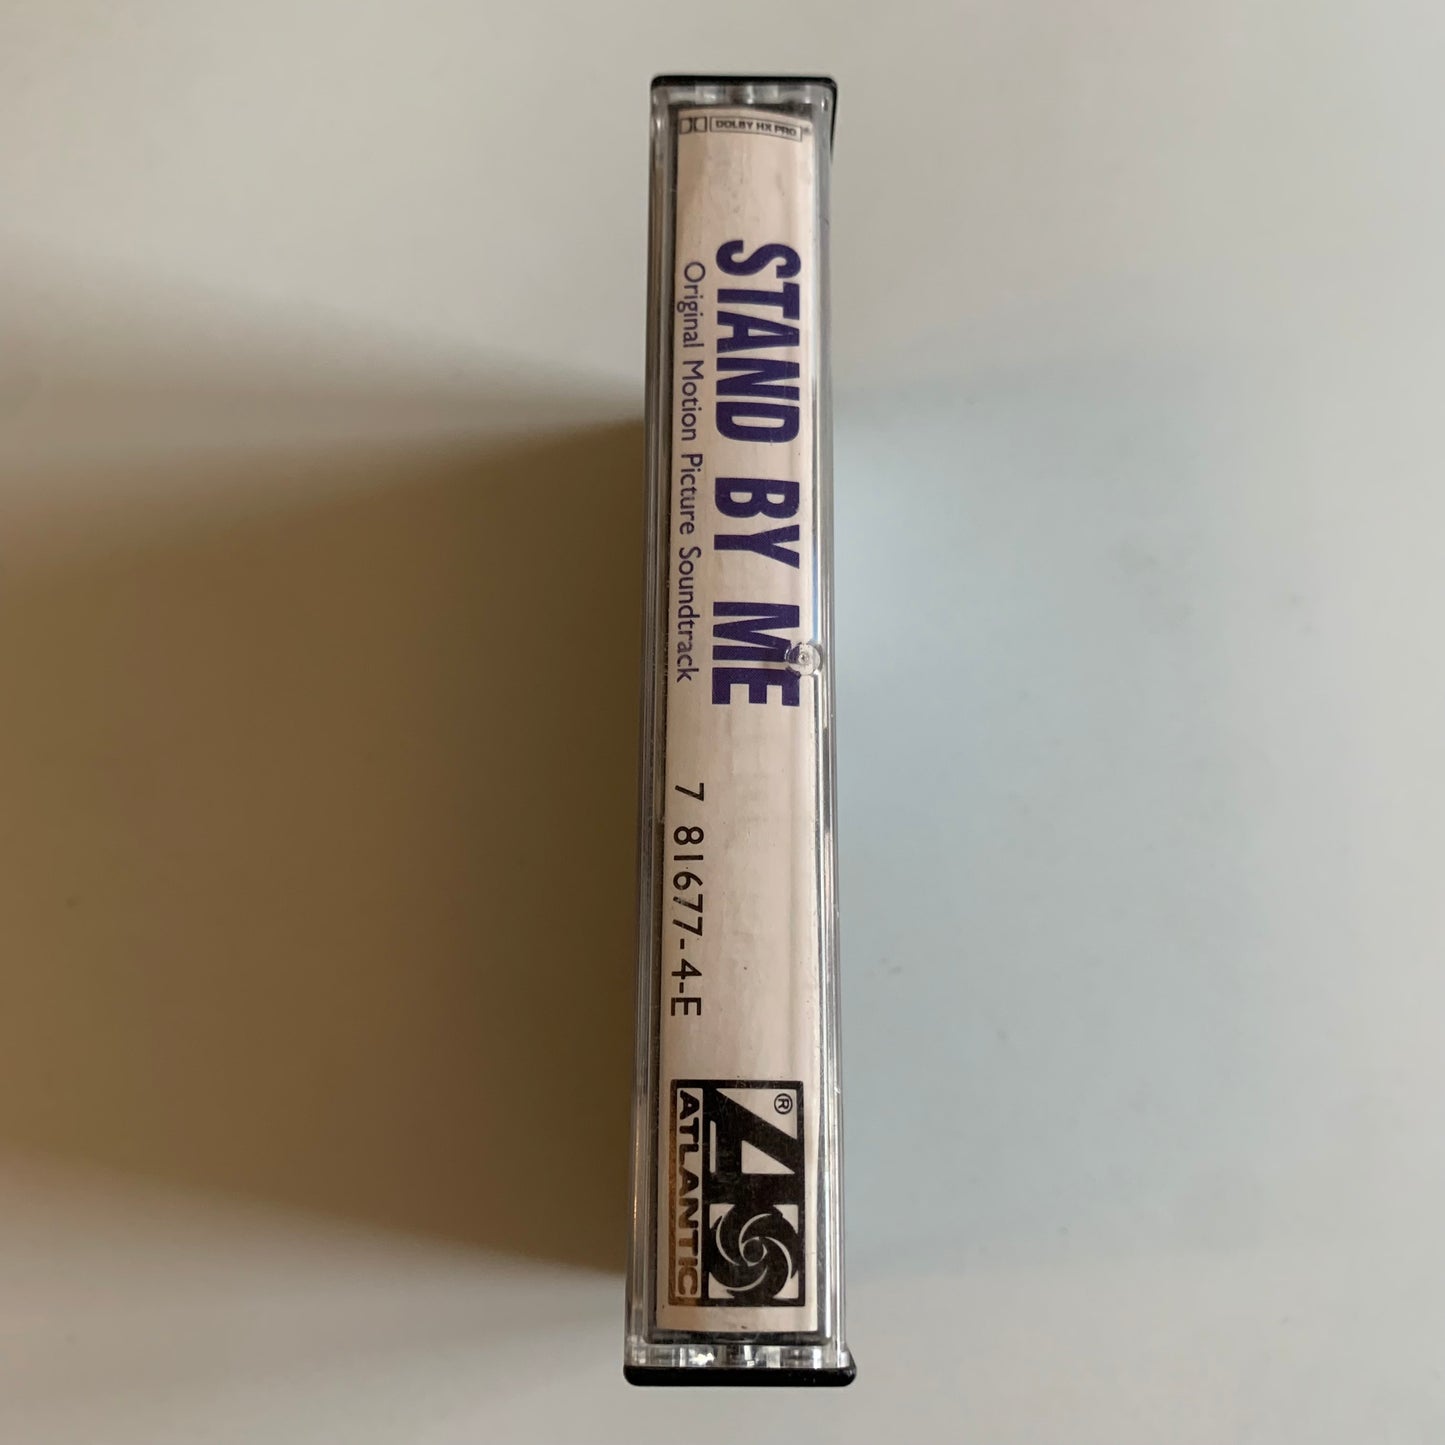 DOLBY HX PRO
STAND BY ME
Original Motion Picture Soundtrack
7 81677-4-E
®
ATLANTIC